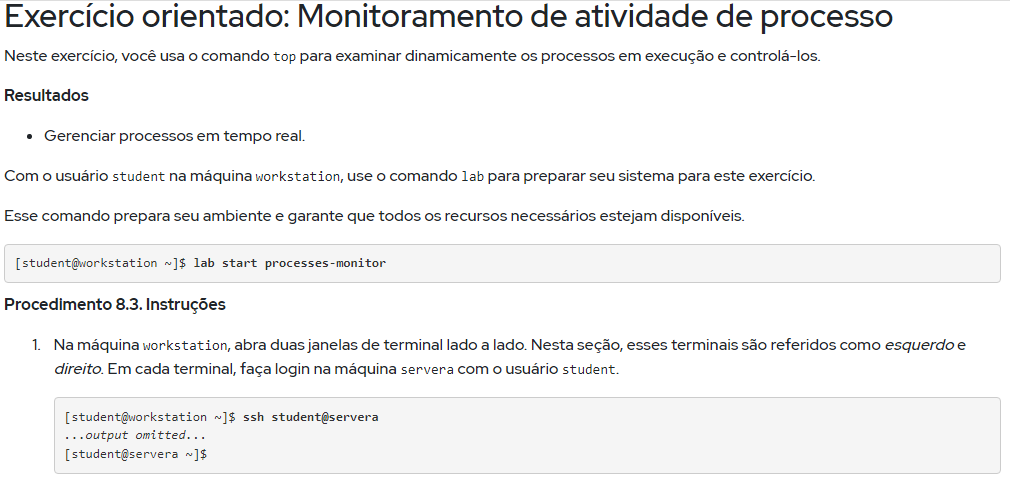 Exercício orientado: Monitoramento de atividade de processo
Neste exercício, você usa o comando top para examinar dinamicamente os processos em execução e controlá-los.
Resultados
• Gerenciar processos em tempo real.
Com o usuário student na máquina workstation, use o comando lab para preparar seu sistema para este exercício.
Esse comando prepara seu ambiente e garante que todos os recursos necessários estejam disponíveis.
[student@workstation ~]$ lab start processes-monitor
Procedimento 8.3. Instruções
1. Na máquina workstation, abra duas janelas de terminal lado a lado. Nesta seção, esses terminais são referidos como esquerdo e
direito. Em cada terminal, faça login na máquina servera com o usuário student.
[student@workstation ~]$ ssh student@servera
...output omitted...
[student@servera ~]$